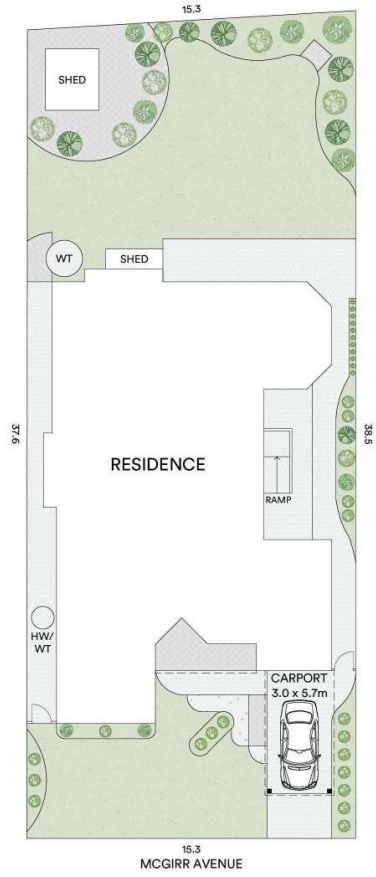 15.3
SHED
WT
SHED
37.6
38.5
RESIDENCE
RAMP
HW/
WT
CARPORT
3.0 x 5.7m
15.3
MCGIRR AVENUE